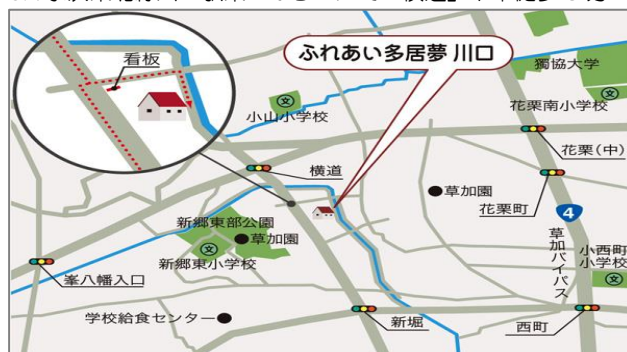 看板
ふれあい多居夢 川口
獨協大学
花栗南小学校
小山小学校
花栗(中)
横道
草加園
花栗町
4
新郷東部公園
草加園
新郷東小学校
草加バイパス
小西町
小学校
峯八幡入口
学校給食センター
新堀
西町